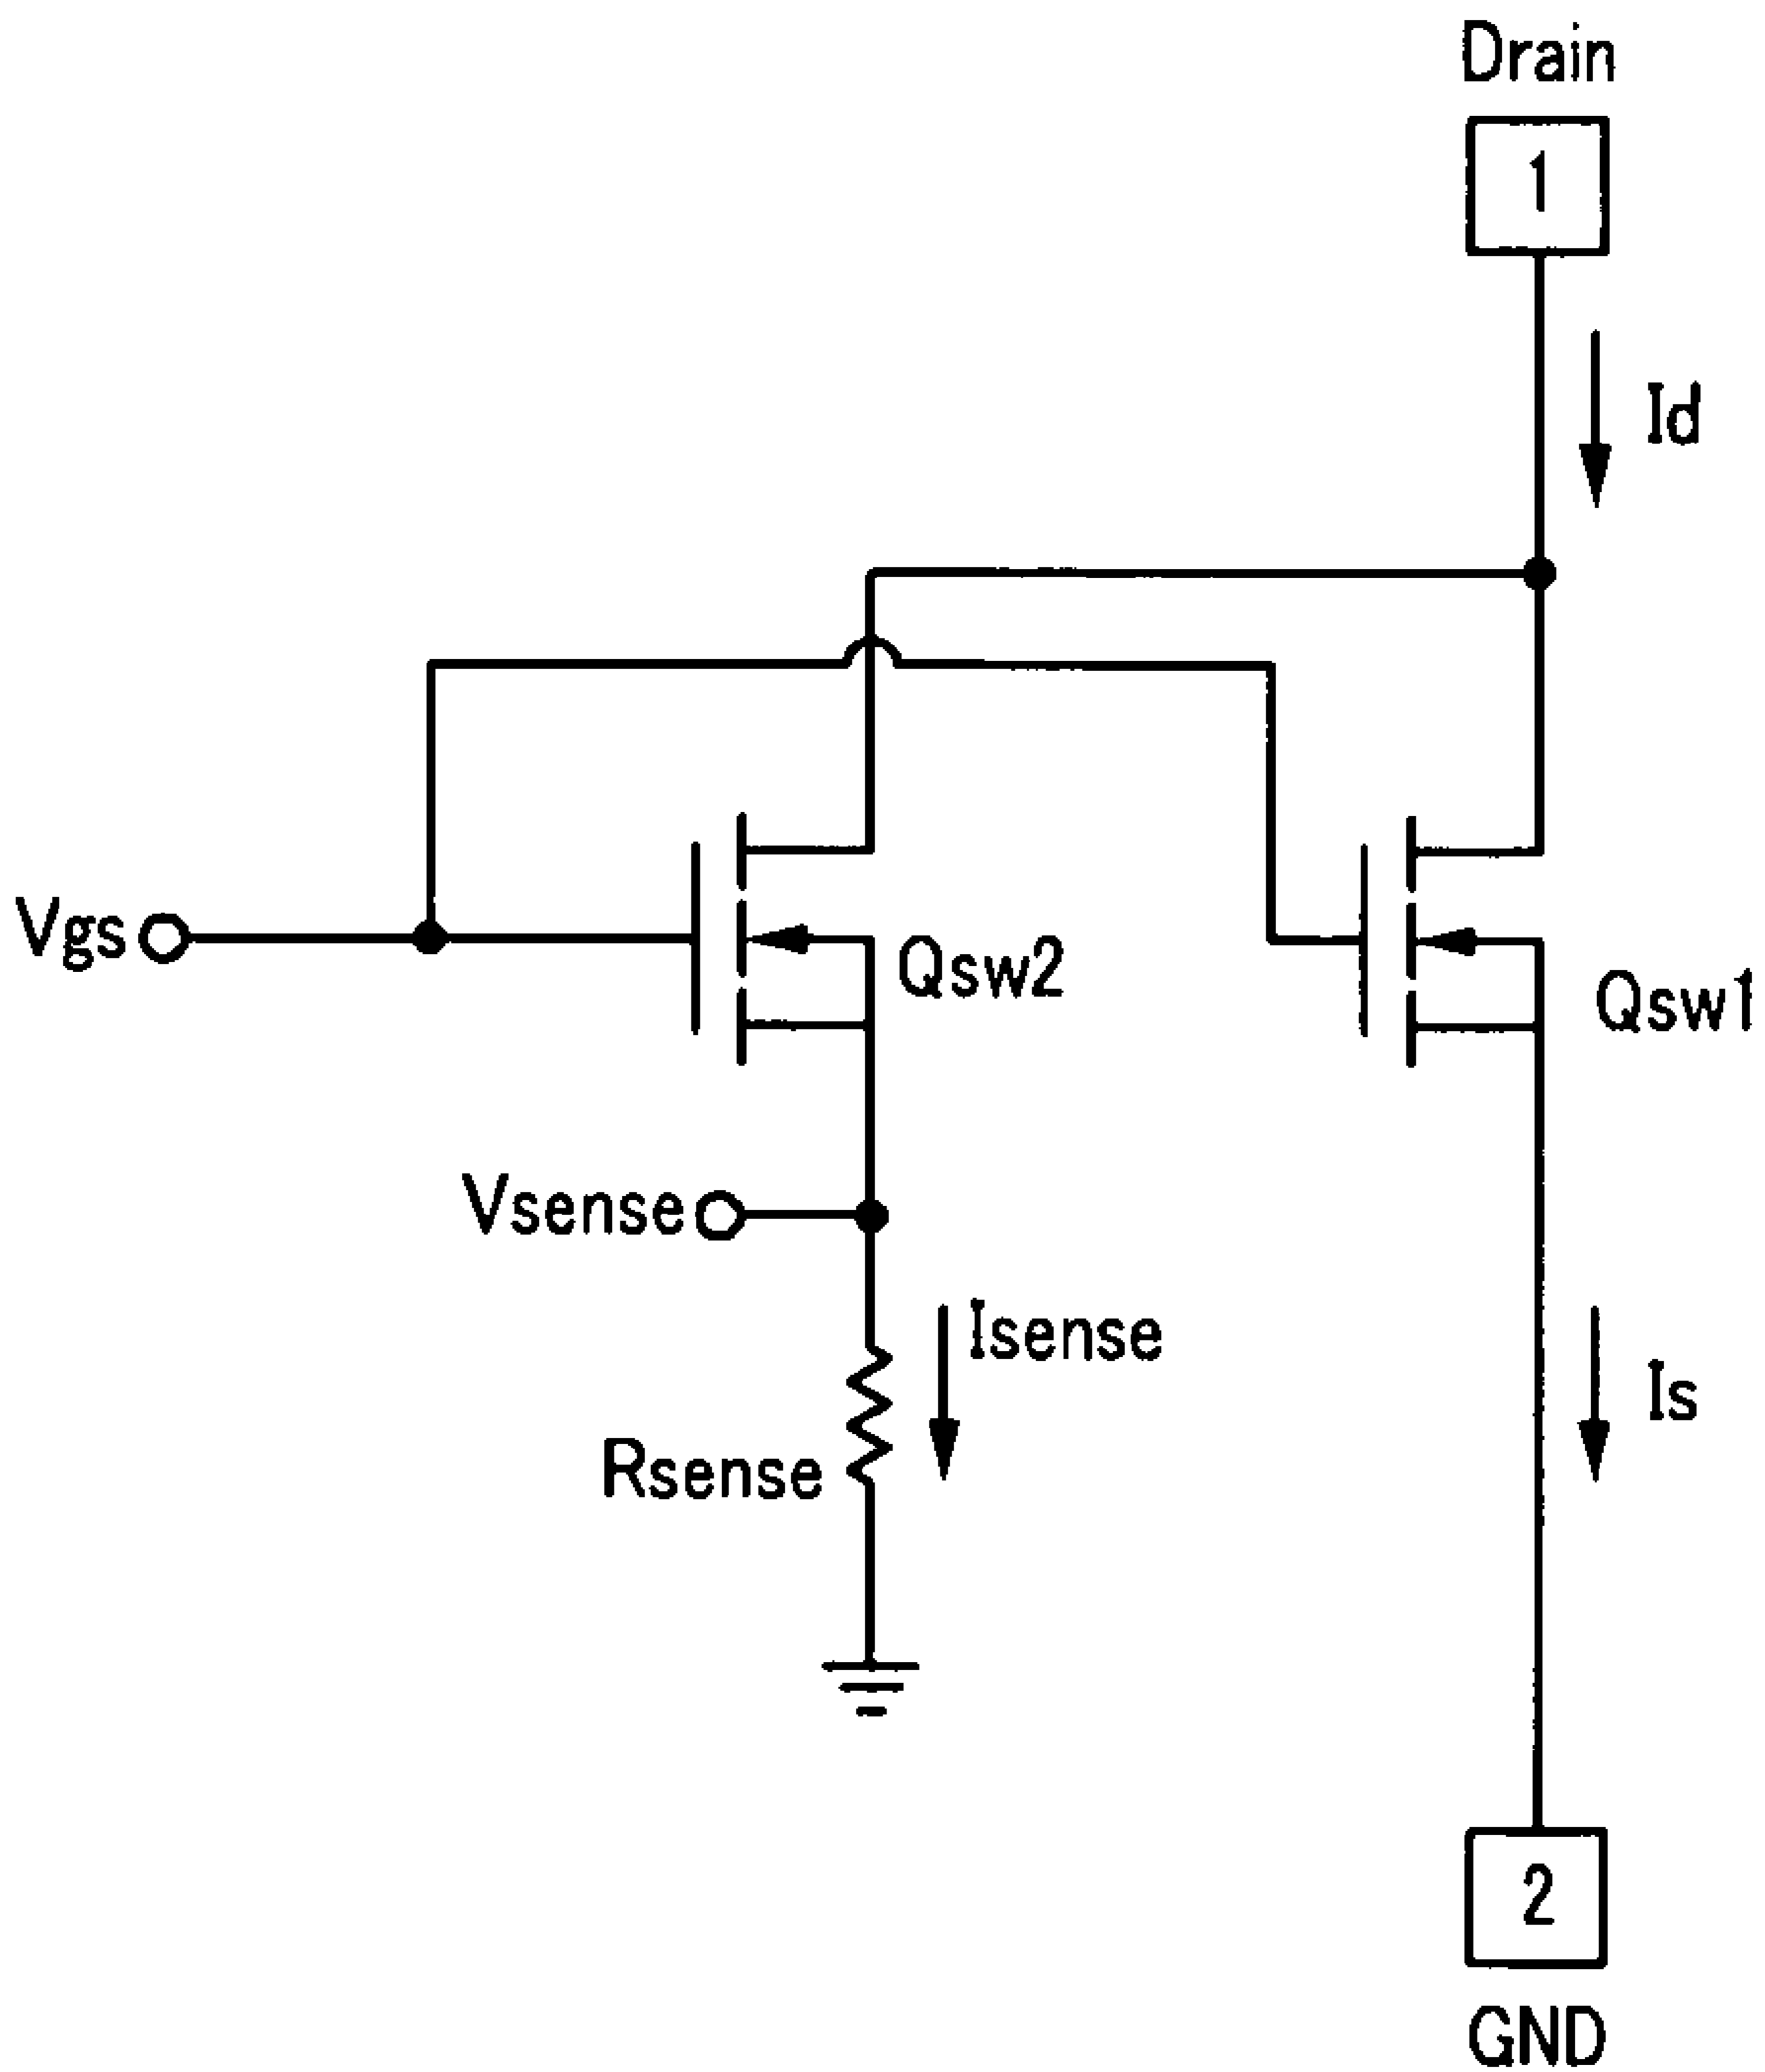 Drain
1
Id
Vgs
Qsw2
Qsw1
Vsense
Isense
Is
Rsense
2
GND